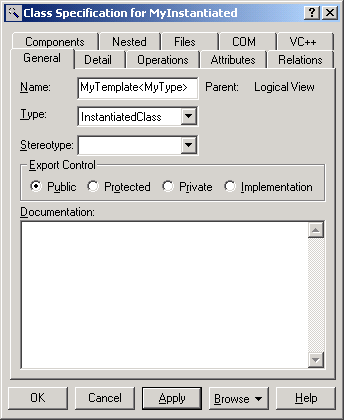 Class Specification for MyInstantiated
Components Nested Files COM VC++
General Detail Operations Attributes Relations
Name: MyTemplate<MyType> Parent: Logical View
Type: InstantiatedClass
Stereotype:
Export Control
Public Protected Private Implementation
Documentation:
OK Cancel Apply Browse Help